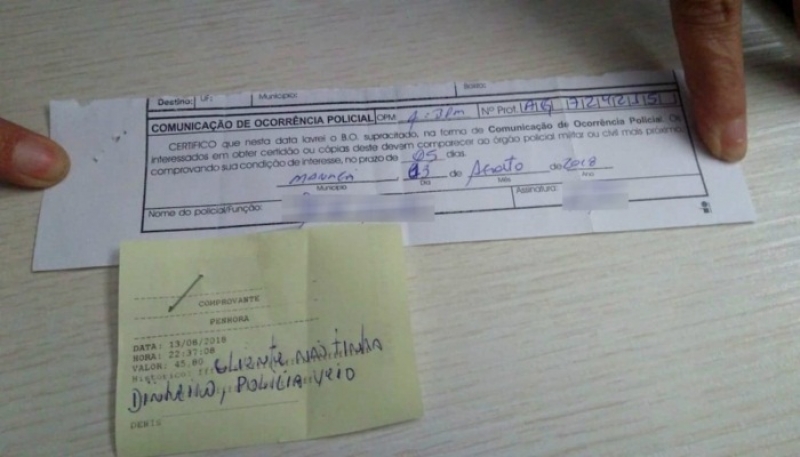 Destino: UF: Município: Bairro:
COMUNICAÇÃO DE OCORRÊNCIA POLICIAL OPM Nº Prot.
CERTIFICO que nesta data lavrei o B.O. supracitado, na forma de Comunicação de Ocorrência Policial. Os
interessados em obter certidão ou cópias deste devem comparecer ao órgão policial militar ou civil mais próximo,
comprovando sua condição de interesse, no prazo de 05 dias.
13 de Agosto de 2018
Município Dia Mês Ano
Nome do policial/Função: Assinatura:
COMPROVANTE
PENHORA
DATA: 13/08/2018
HORA: 22:37:08
VALOR: 45.80 CLIENTE NÃO TINHA
Historico:
DINHEIRO, POLICIA VEIO